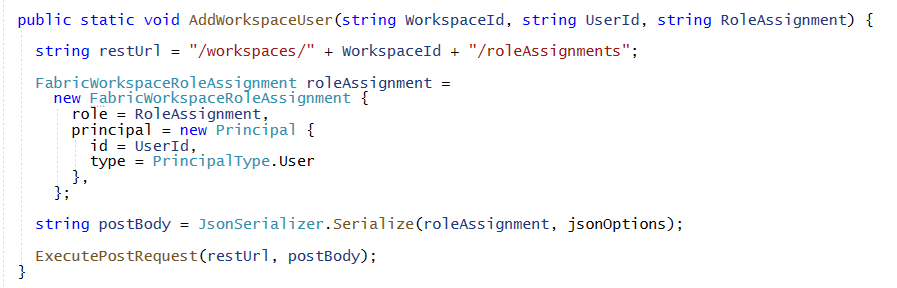 public static void AddWorkspaceUser(string WorkspaceId, string UserId, string RoleAssignment) {
string restUrl = "/workspaces/" + WorkspaceId + "/roleAssignments";
FabricWorkspaceRoleAssignment roleAssignment =
new FabricWorkspaceRoleAssignment {
role = RoleAssignment,
principal = new Principal {
id = UserId,
type = PrincipalType.User
},
};
string postBody = JsonSerializer.Serialize(roleAssignment, jsonOptions);
ExecutePostRequest(restUrl, postBody);
}